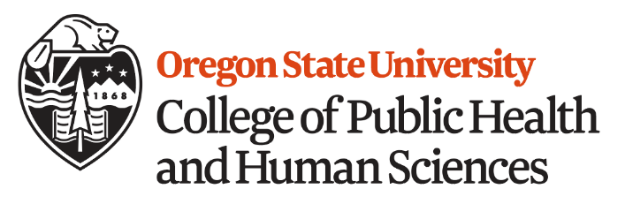 1868
Oregon State University
College of Public Health
and Human Sciences